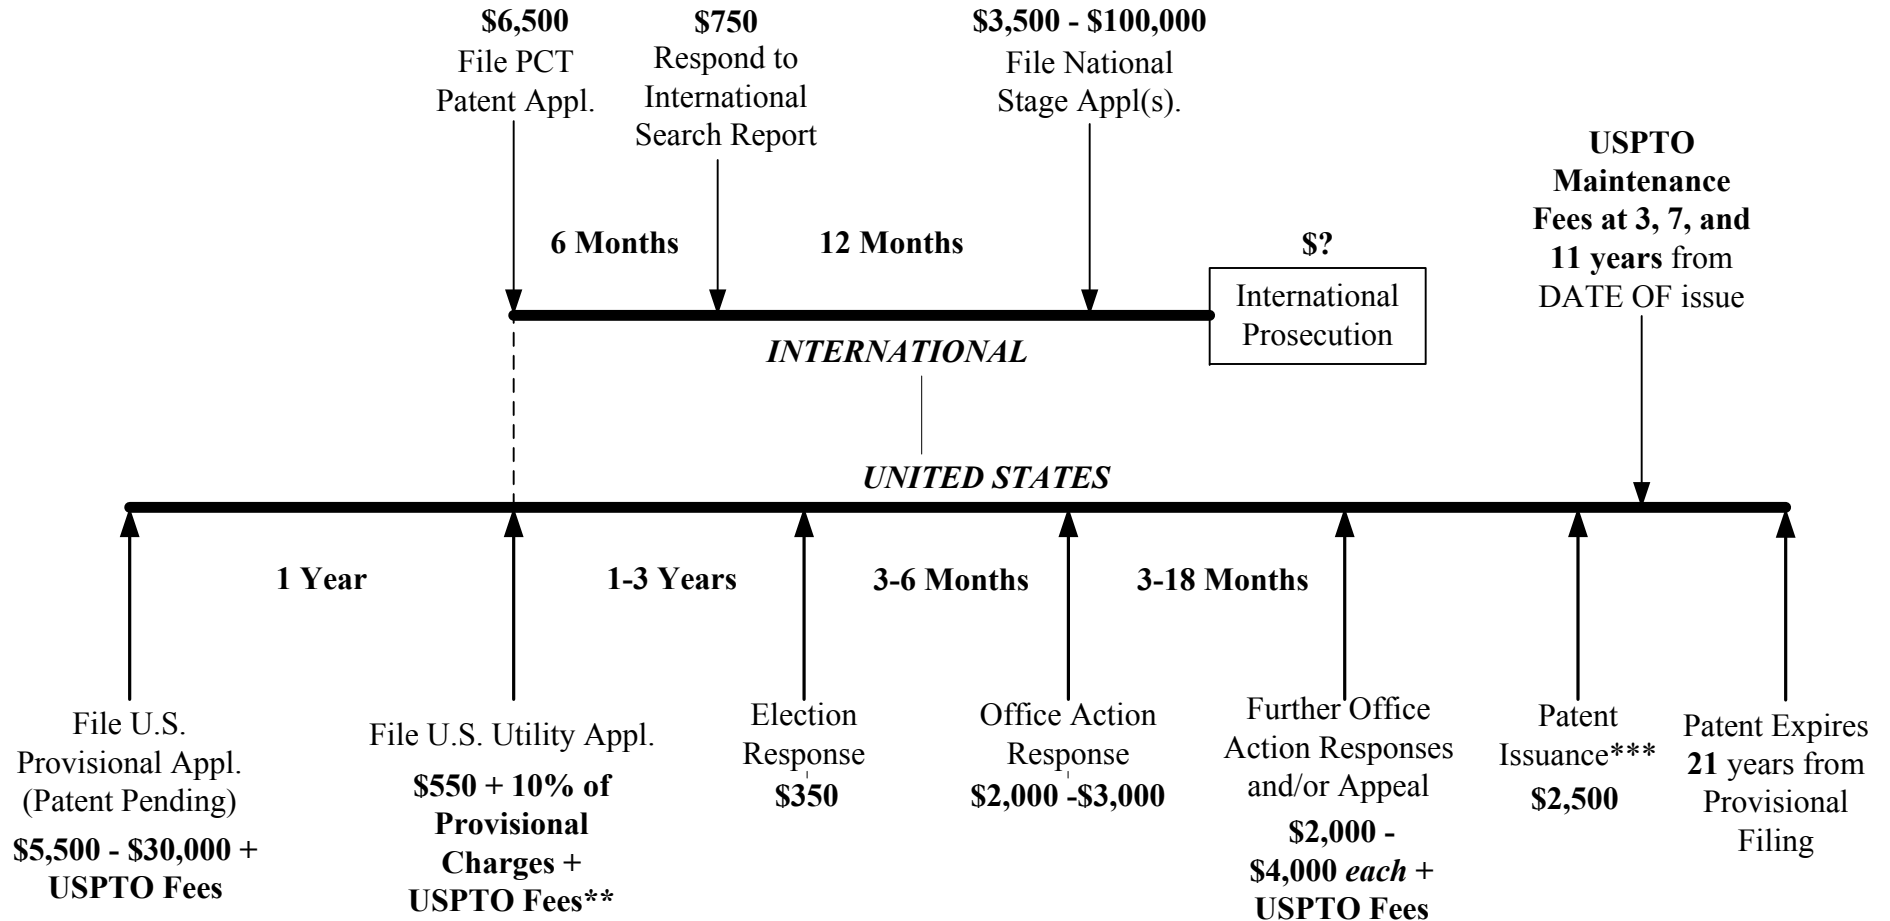 $6,500
File PCT
Patent Appl.
$750
Respond to
International
Search Report
$3,500 - $100,000
File National
Stage Appl(s).
USPTO
Maintenance
Fees at 3, 7, and
11 years from
DATE OF issue
6 Months
12 Months
$?
International
Prosecution
INTERNATIONAL
UNITED STATES
1 Year
1-3 Years
3-6 Months
3-18 Months
File U.S.
Provisional Appl.
(Patent Pending)
$5,500 - $30,000 +
USPTO Fees
File U.S. Utility Appl.
$550 + 10% of
Provisional
Charges +
USPTO Fees**
Election
Response
$350
Office Action
Response
$2,000 -$3,000
Further Office
Action Responses
and/or Appeal
$2,000 -
$4,000 each +
USPTO Fees
Patent
Issuance***
$2,500
Patent Expires
21 years from
Provisional
Filing